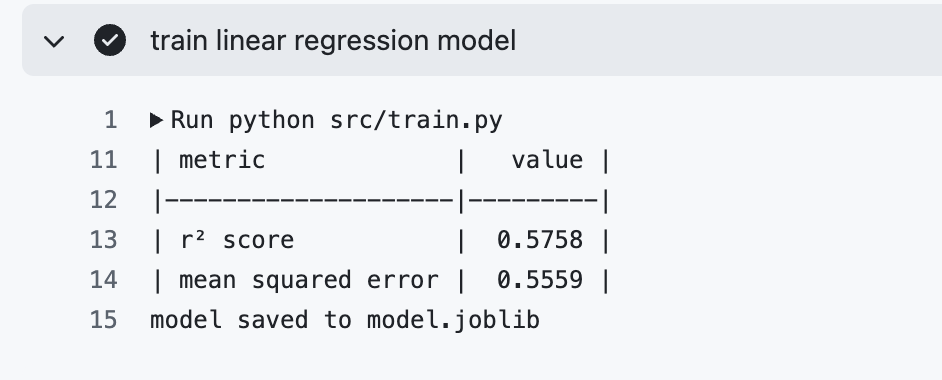 train linear regression model
1 ▶ Run python src/train.py
11 | metric              |   value |
12 |---------------------|---------|
13 | r² score            |  0.5758 |
14 | mean squared error |  0.5559 |
15 model saved to model.joblib